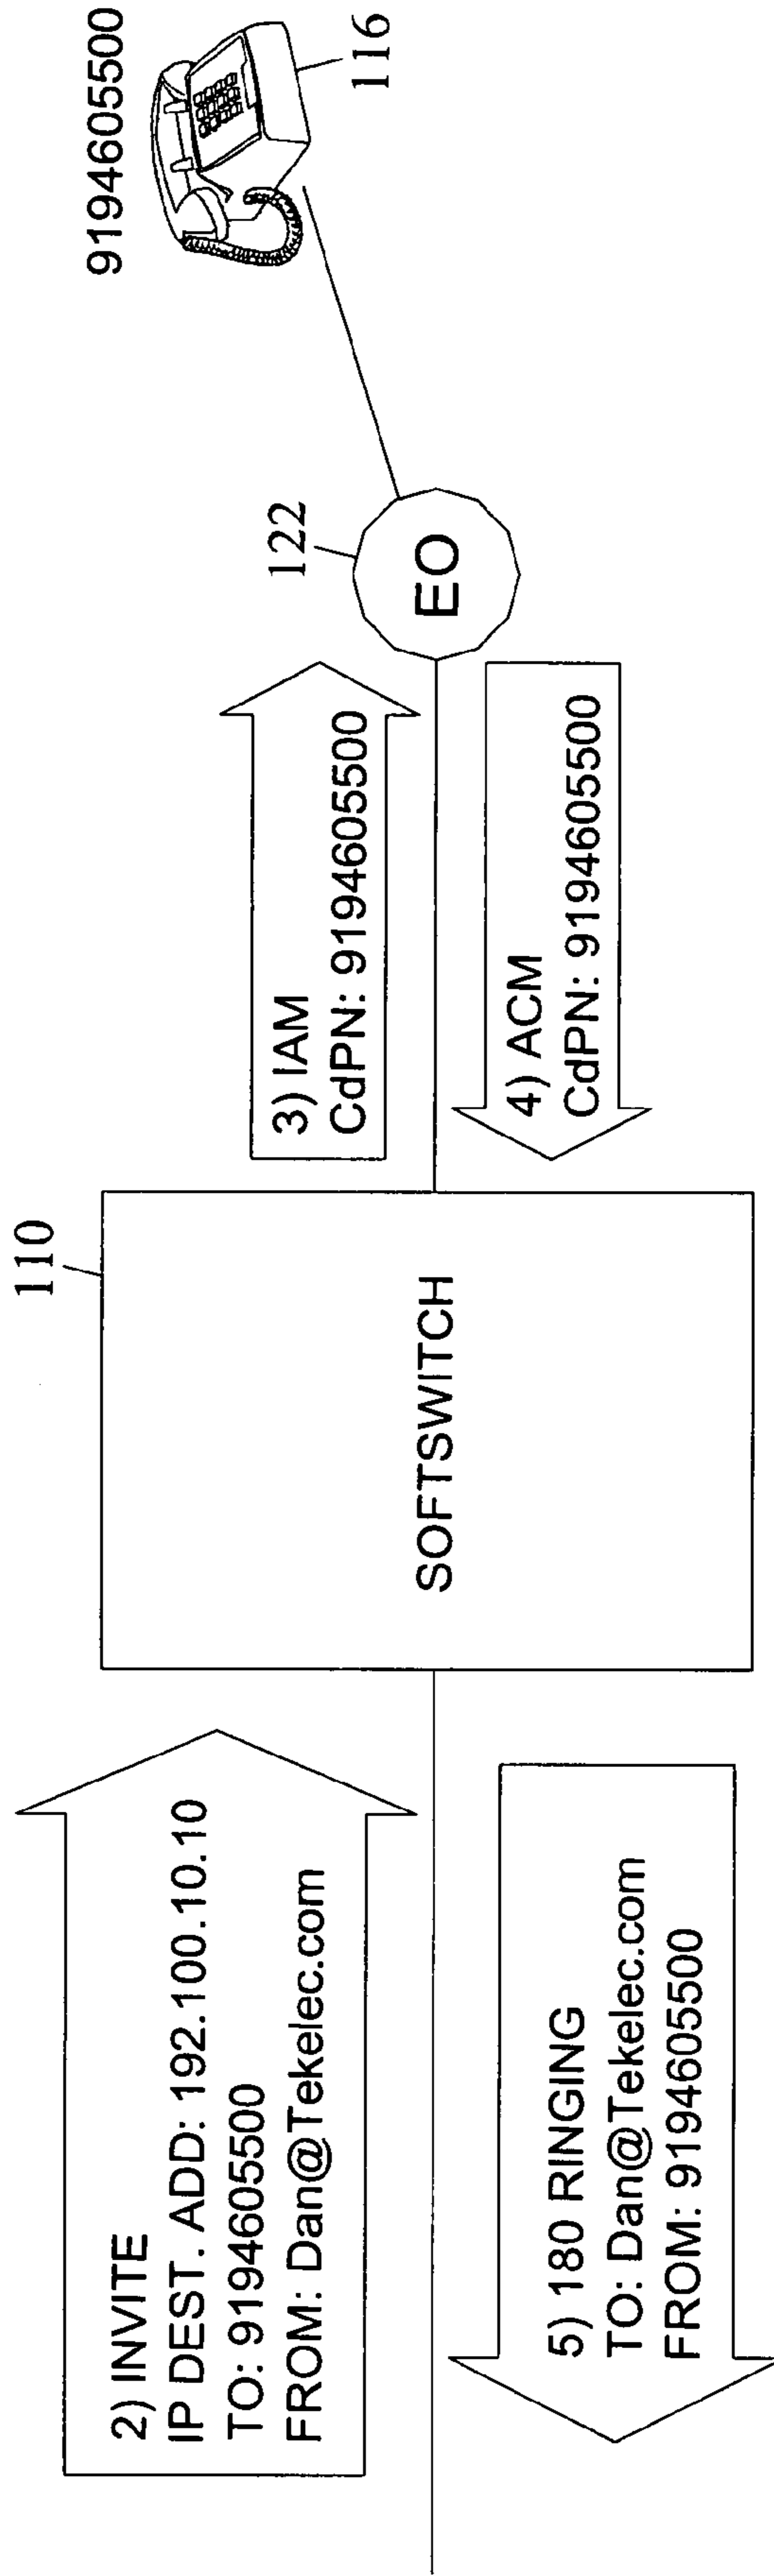 2) INVITE
IP DEST. ADD: 192.100.10.10
TO: 9194605500
FROM: Dan@Tekelec.com
5) 180 RINGING
TO: Dan@Tekelec.com
FROM: 9194605500
110
SOFTSWITCH
3) IAM
CdPN: 9194605500
4) ACM
CdPN: 9194605500
122
EO
9194605500
116